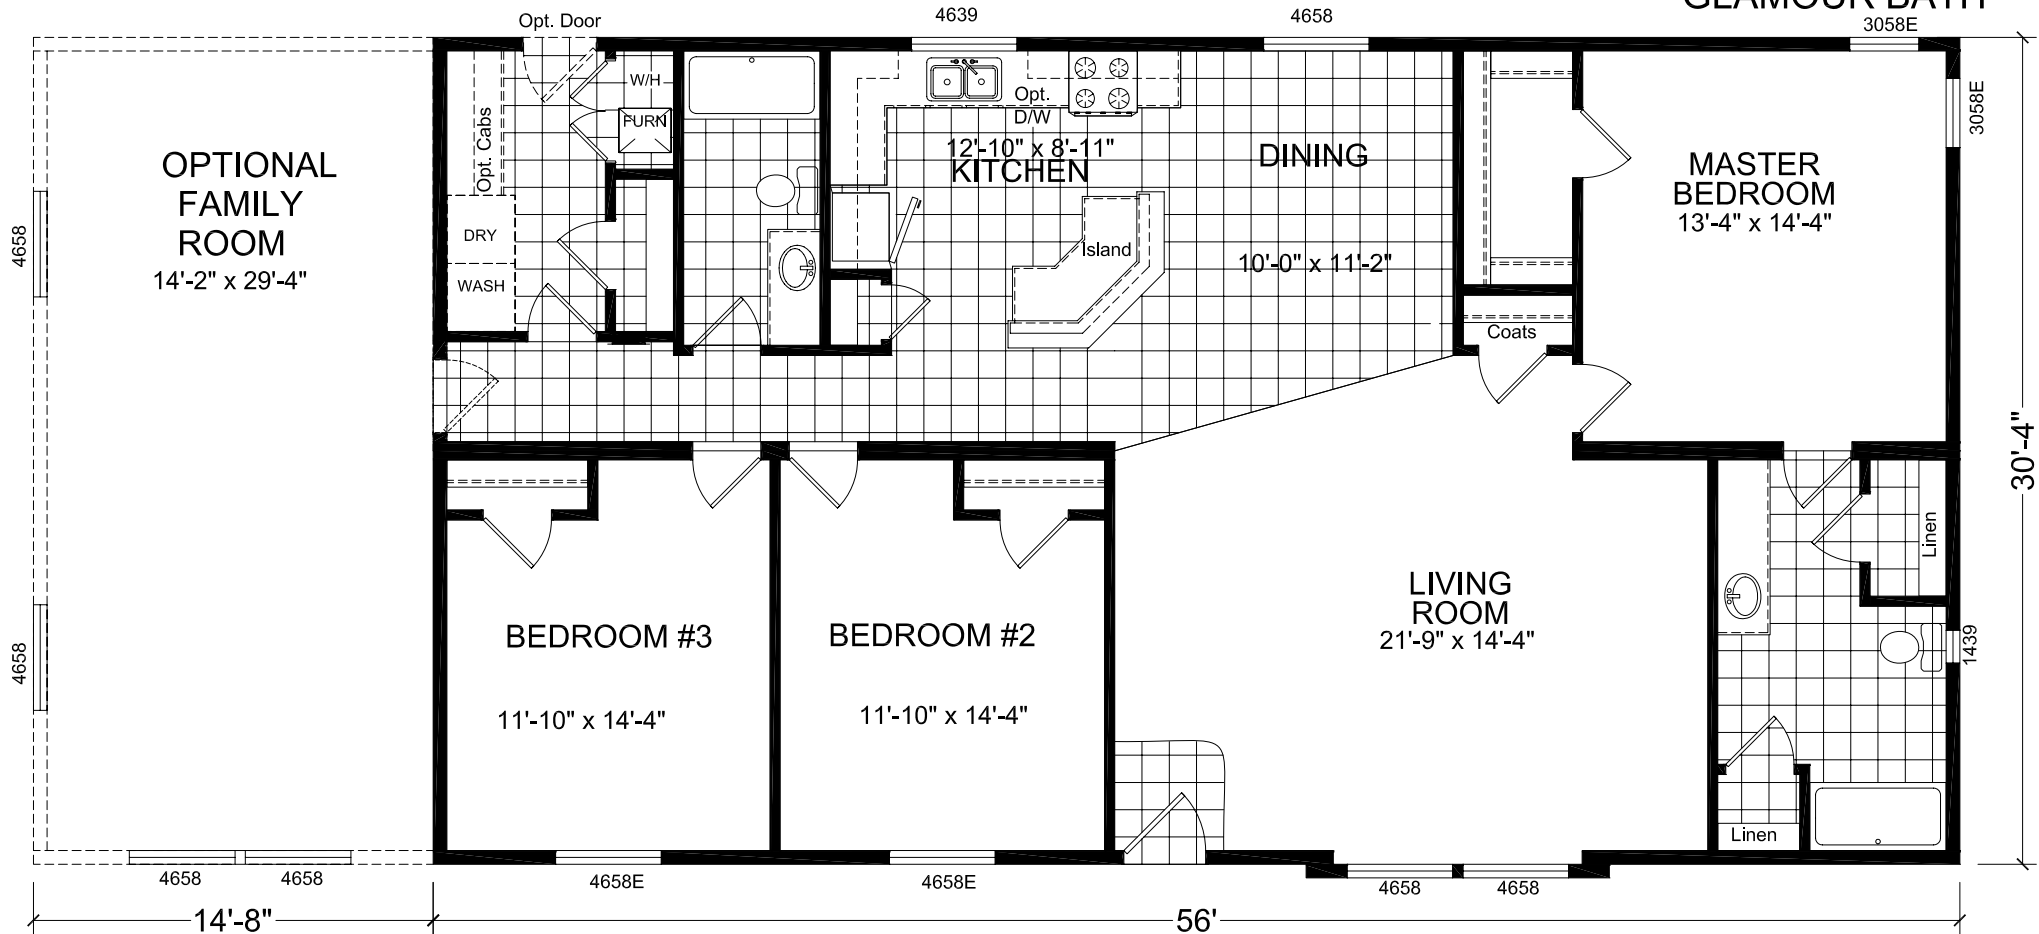 GLAMOUR BATH
Opt. Door
4639
4658
3058E
3058E
W/H
FURN
Opt. Cabs
DRY
WASH
Opt.
D/W
12'-10" x 8'-11"
KITCHEN
Island
DINING
10'-0" x 11'-2"
Coats
MASTER
BEDROOM
13'-4" x 14'-4"
OPTIONAL
FAMILY
ROOM
14'-2" x 29'-4"
4658
4658
BEDROOM #3
11'-10" x 14'-4"
BEDROOM #2
11'-10" x 14'-4"
LIVING
ROOM
21'-9" x 14'-4"
Linen
1439
Linen
30'-4"
4658
4658
4658E
4658E
4658
4658
14'-8"
56'